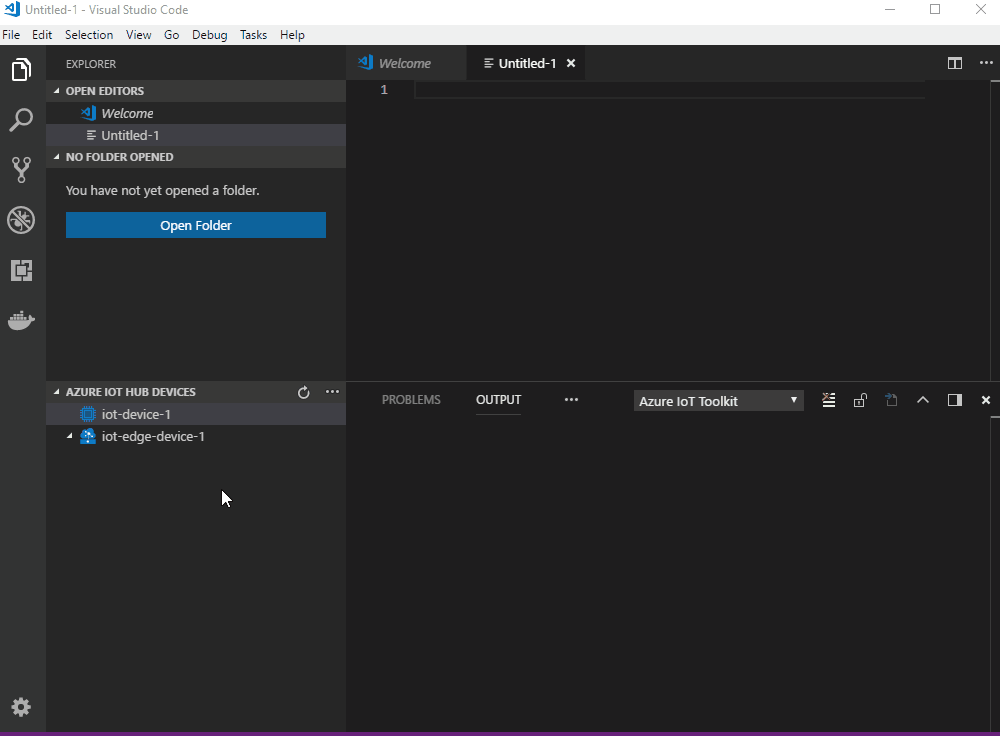 Untitled-1 - Visual Studio Code
File Edit Selection View Go Debug Tasks Help
EXPLORER
OPEN EDITORS
Welcome
Untitled-1
NO FOLDER OPENED
You have not yet opened a folder.
Open Folder
AZURE IOT HUB DEVICES
iot-device-1
iot-edge-device-1
Welcome
Untitled-1
1
PROBLEMS OUTPUT
Azure IoT Toolkit